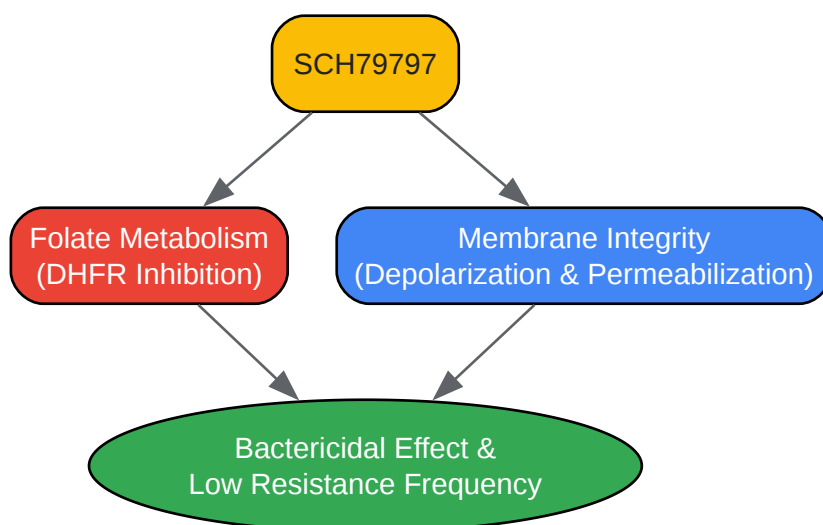 SCH79797
Folate Metabolism
(DHFR Inhibition)
Membrane Integrity
(Depolarization & Permeabilization)
Bactericidal Effect &
Low Resistance Frequency